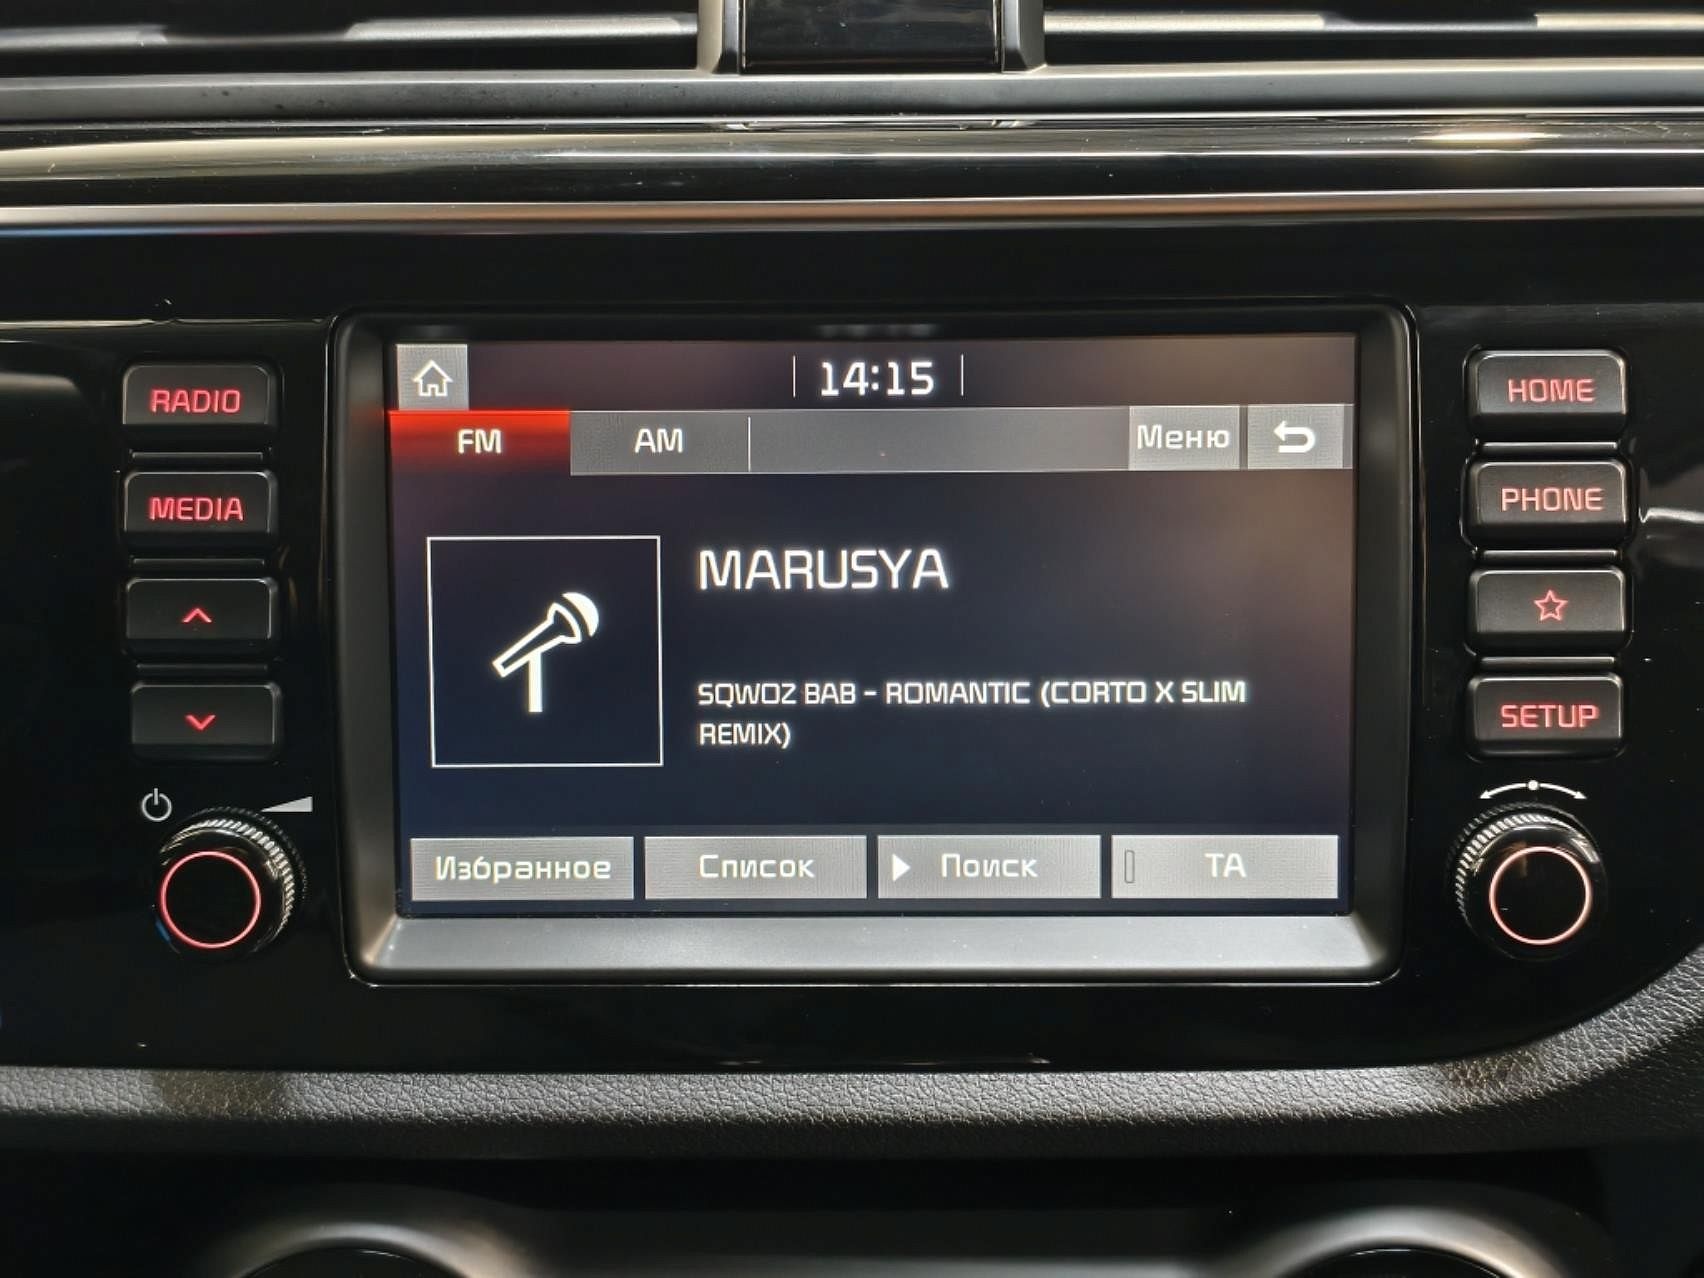 14:15
FM AM Меню
RADIO
MEDIA
MARUSYA
SQWOZ BAB - ROMANTIC (CORTO X SLIM
REMIX)
Избранное Список Поиск TA
HOME
PHONE
SETUP